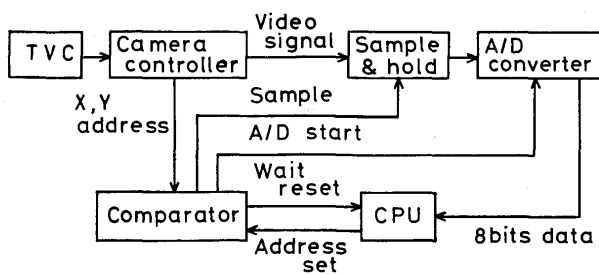 TVC
Camera
controller
Video
signal
Sample
& hold
A/D
converter
X,Y
address
Sample
A/D start
Wait
reset
Comparator
CPU
8bits data
Address
set